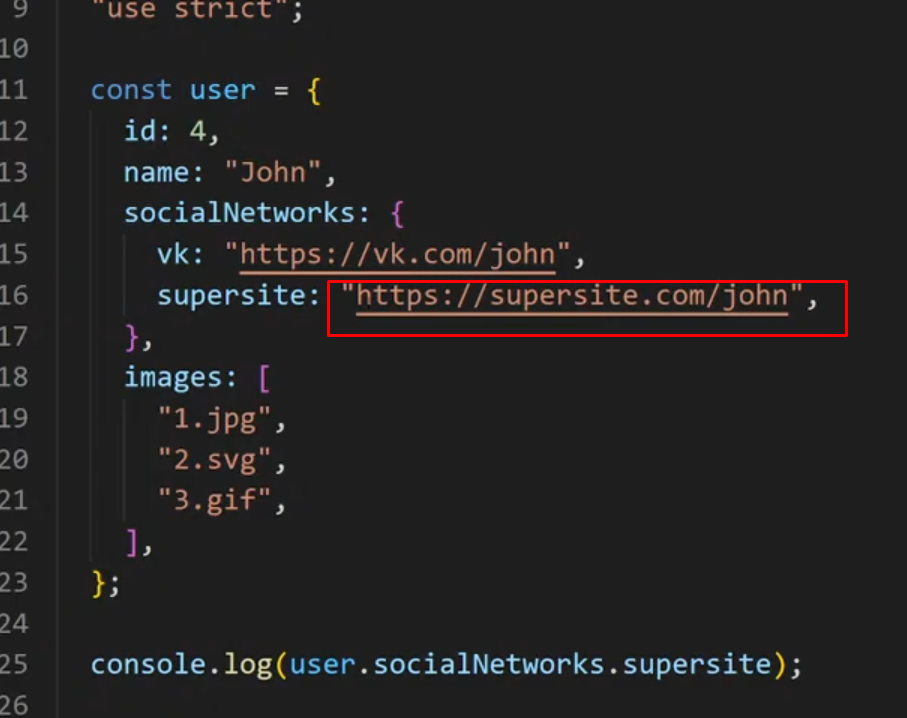 9 "use strict";
10
11 const user = {
12 id: 4,
13 name: "John",
14 socialNetworks: {
15 vk: "https://vk.com/john",
16 supersite: "https://supersite.com/john",
17 },
18 images: [
19 "1.jpg",
20 "2.svg",
21 "3.gif",
22 ],
23 };
24
25 console.log(user.socialNetworks.supersite);
26